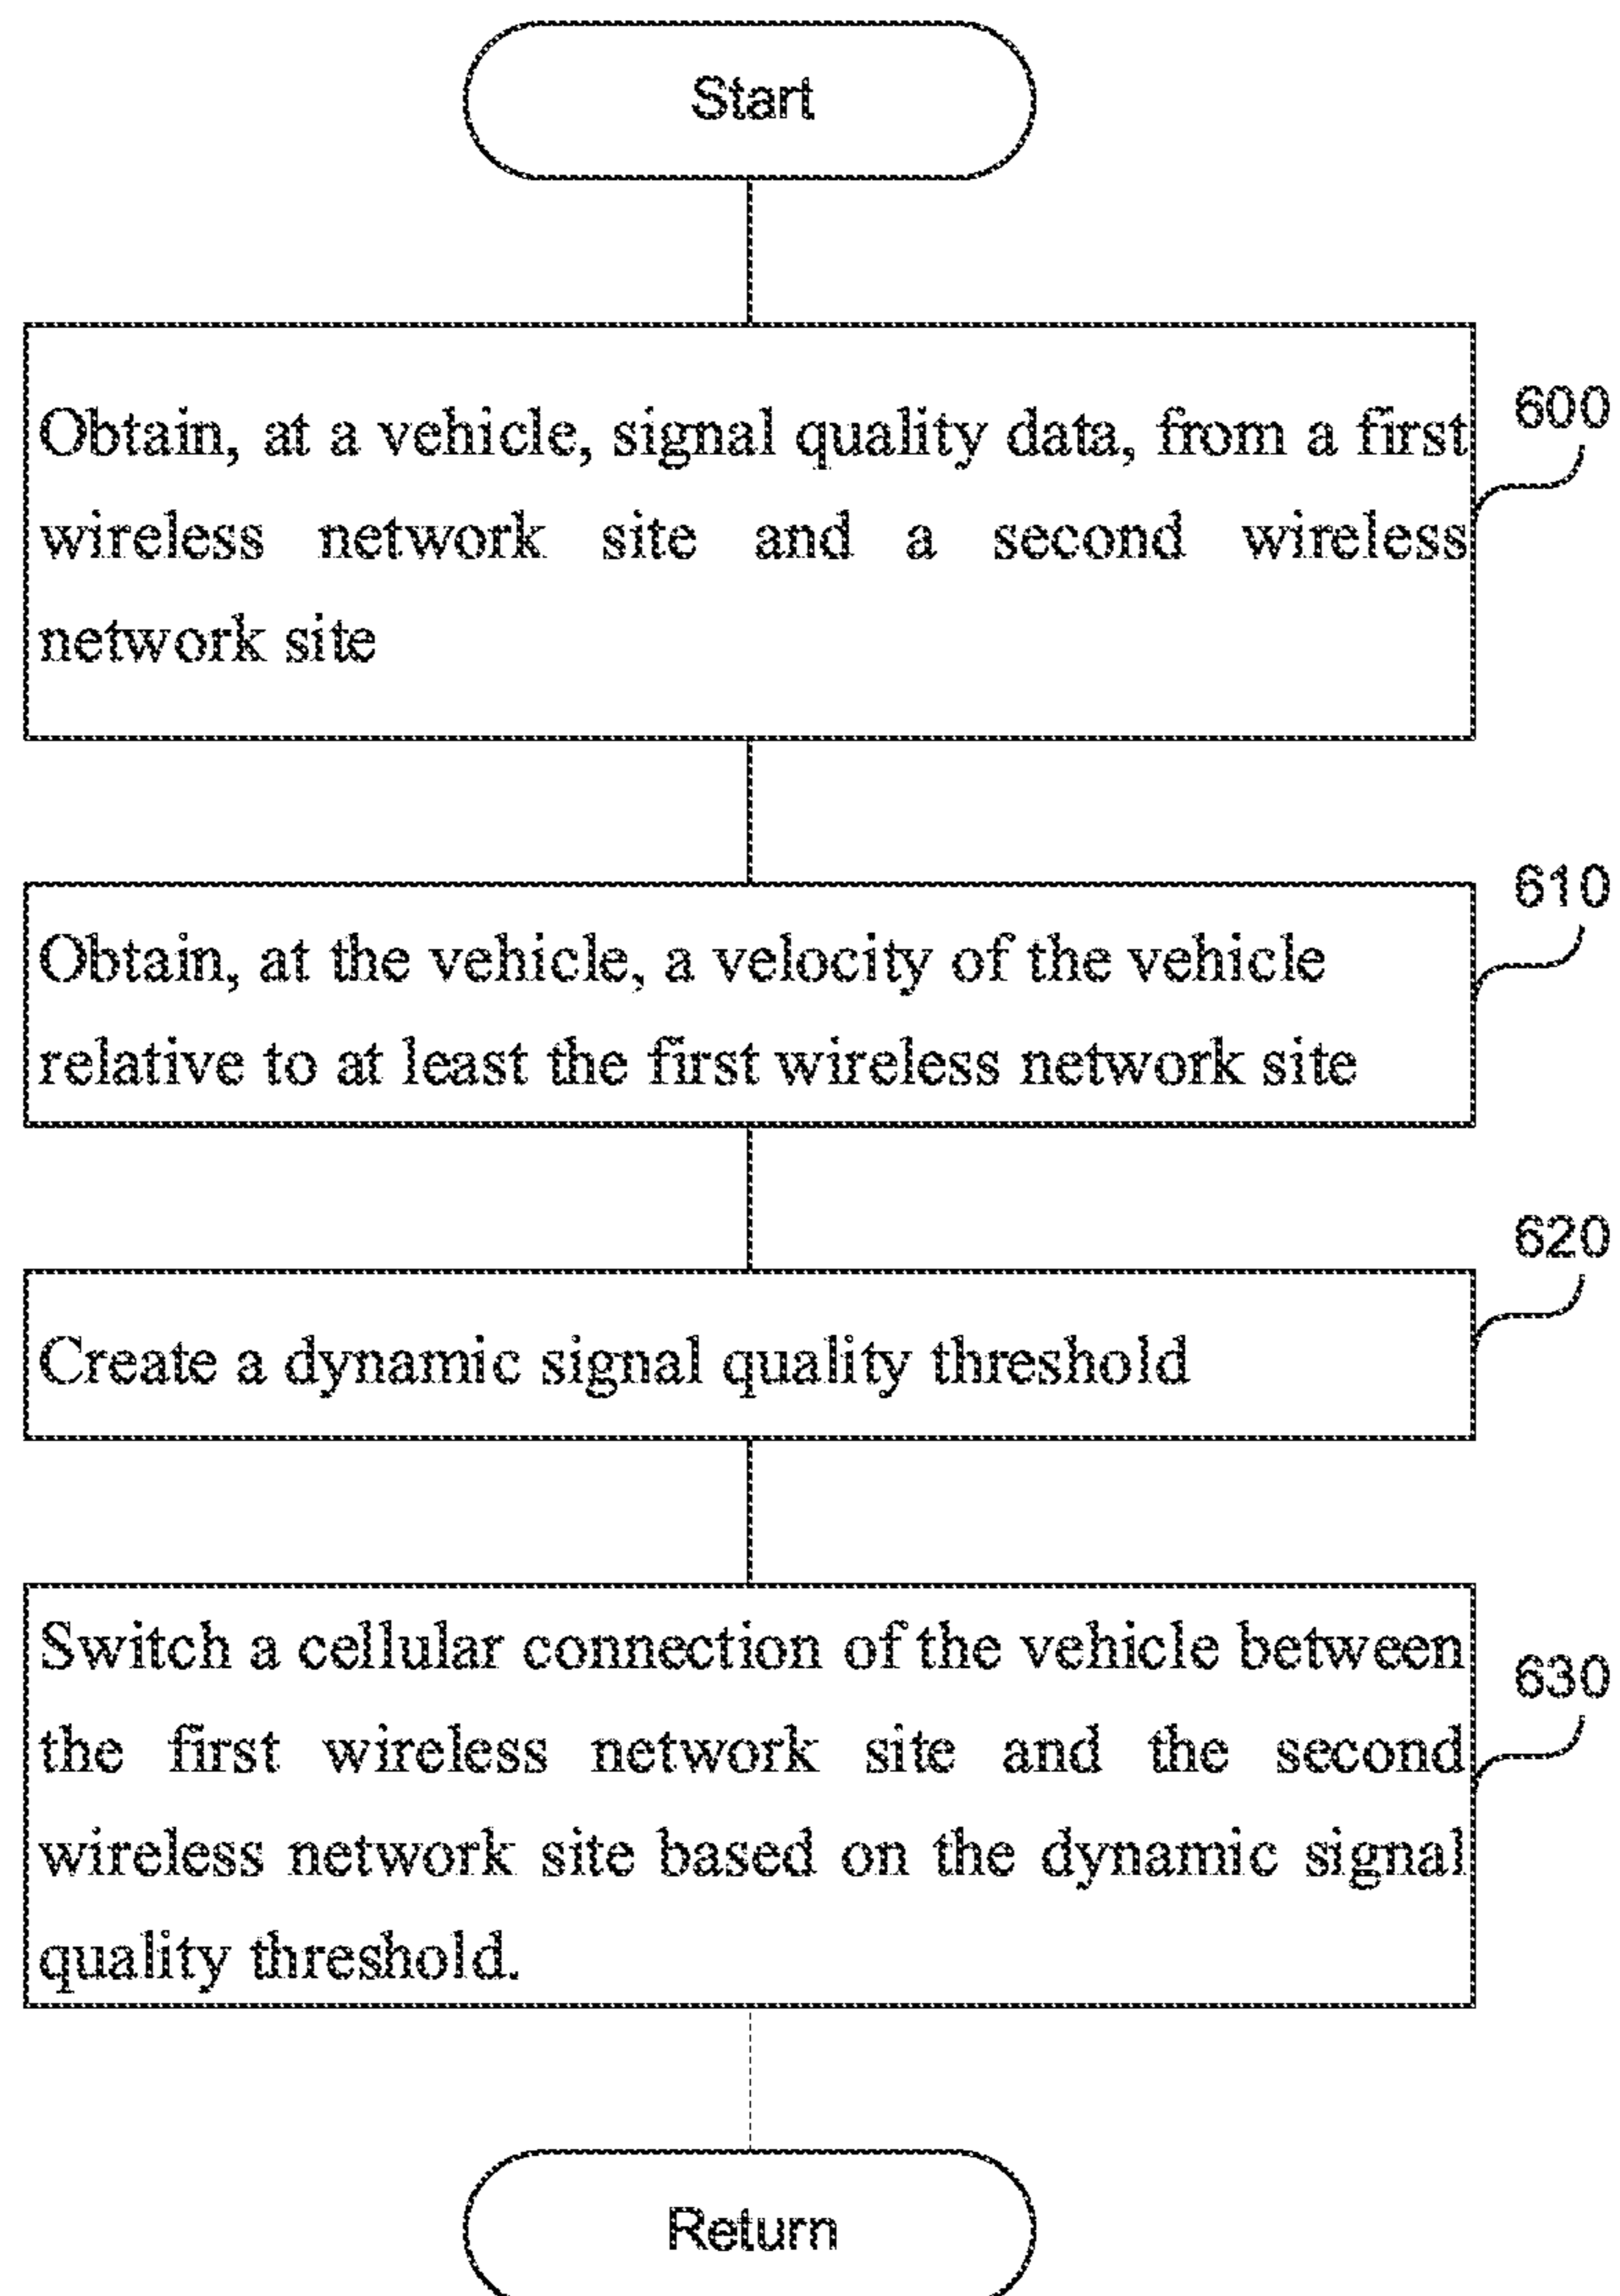 Start
Obtain, at a vehicle, signal quality data, from a first
wireless network site and a second wireless
network site
600
Obtain, at the vehicle, a velocity of the vehicle
relative to at least the first wireless network site
610
Create a dynamic signal quality threshold
620
Switch a cellular connection of the vehicle between
the first wireless network site and the second
wireless network site based on the dynamic signal
quality threshold.
630
Return